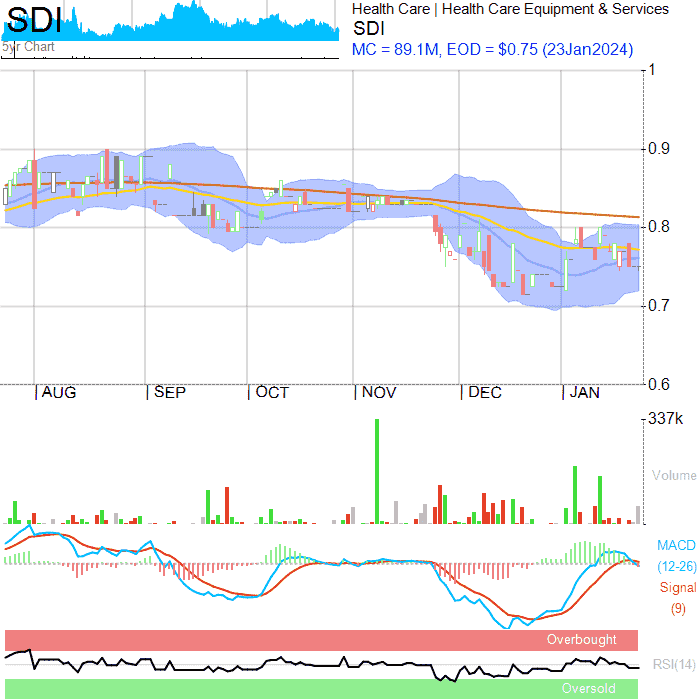 SDI
5yr Chart
Health Care | Health Care Equipment & Services
SDI
MC = 89.1M, EOD = $0.75 (23Jan2024)
1
0.9
0.8
0.7
0.6
AUG SEP OCT NOV DEC JAN
337k
Volume
MACD
(12-26)
Signal
(9)
Overbought
RSI(14)
Oversold